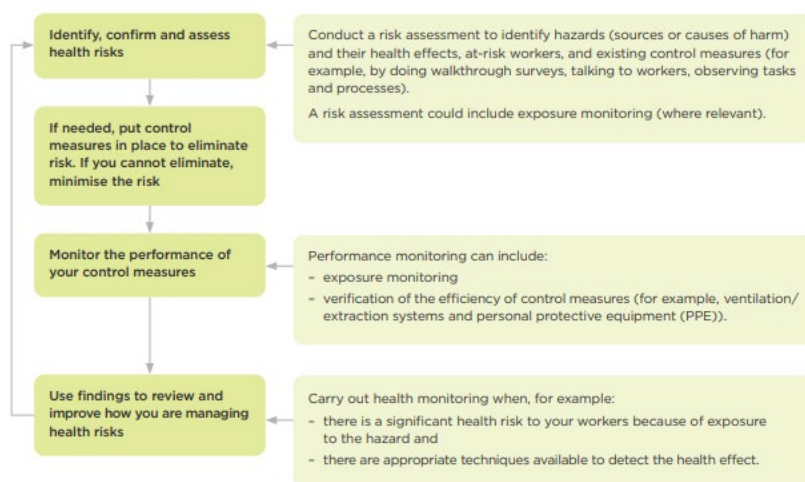 Identify, confirm and assess
health risks
Conduct a risk assessment to identify hazards (sources or causes of harm)
and their health effects, at-risk workers, and existing control measures (for
example, by doing walkthrough surveys, talking to workers, observing tasks
and processes).
A risk assessment could include exposure monitoring (where relevant).
If needed, put control
measures in place to eliminate
risk. If you cannot eliminate,
minimise the risk
Monitor the performance of
your control measures
Performance monitoring can include:
– exposure monitoring
– verification of the efficiency of control measures (for example, ventilation/
extraction systems and personal protective equipment (PPE)).
Use findings to review and
improve how you are managing
health risks
Carry out health monitoring when, for example:
– there is a significant health risk to your workers because of exposure
to the hazard and
– there are appropriate techniques available to detect the health effect.